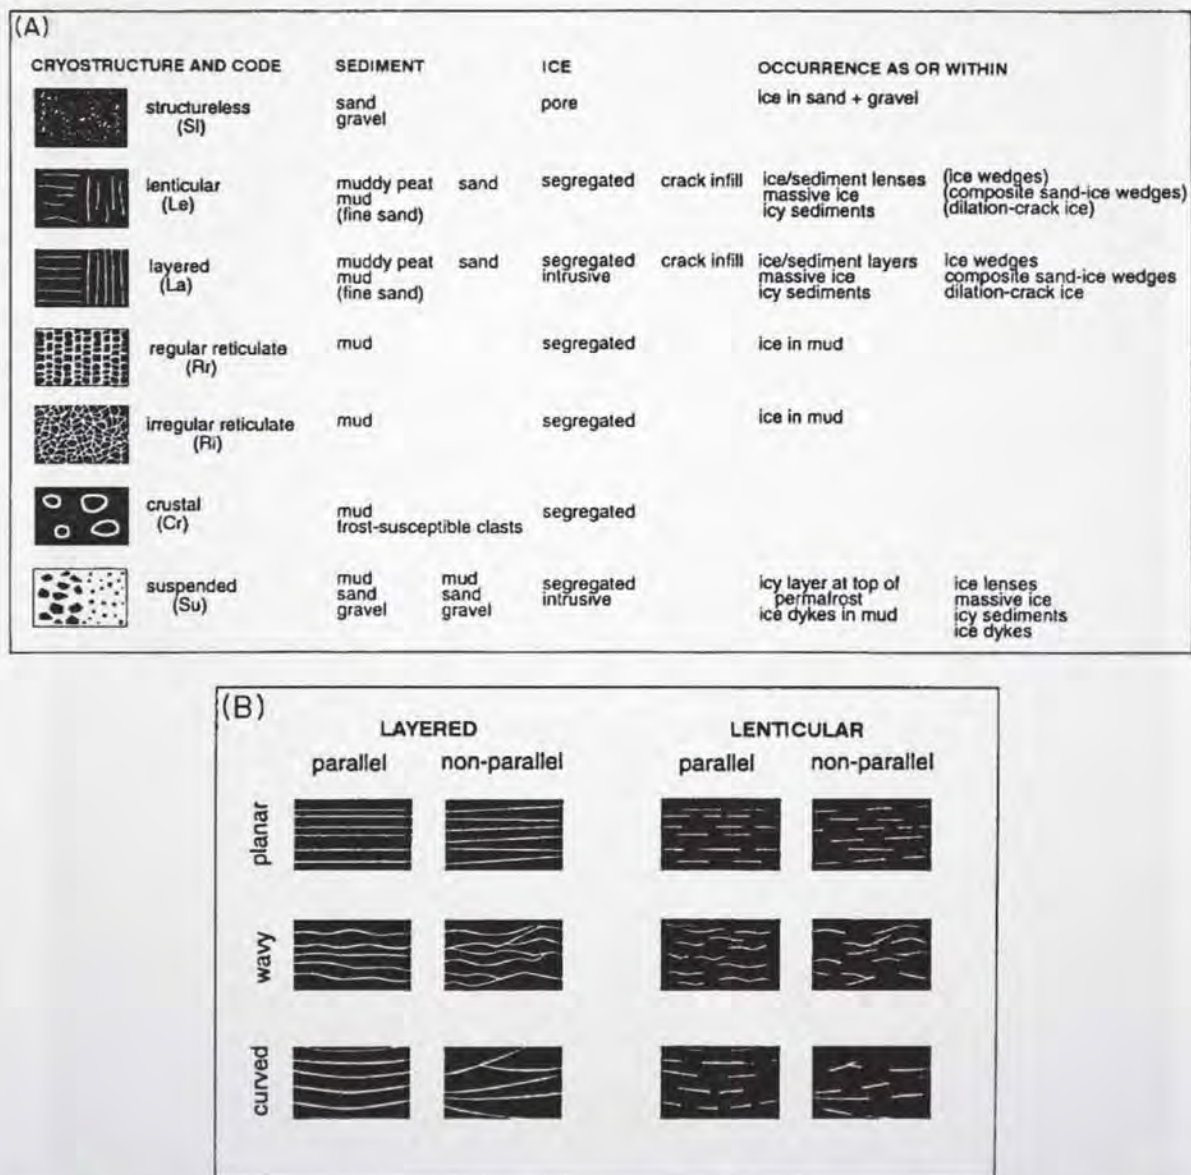 (A)
CRYOSTRUCTURE AND CODE SEDIMENT ICE OCCURRENCE AS OR WITHIN
structureless sand pore ice in sand + gravel
(Sl) gravel
lenticular muddy peat sand segregated crack infill ice/sediment lenses (ice wedges)
(Le) mud massive ice (composite sand-ice wedges)
(fine sand) icy sediments (dilation-crack ice)
layered muddy peat sand segregated crack infill ice/sediment layers ice wedges
(La) mud intrusive massive ice composite sand-ice wedges
(fine sand) icy sediments dilation-crack ice
regular reticulate mud segregated ice in mud
(Rr)
irregular reticulate mud segregated ice in mud
(Ri)
crustal mud segregated
(Cr) frost-susceptible clasts
suspended mud mud segregated icy layer at top of ice lenses
(Su) sand sand intrusive permafrost massive ice
gravel gravel ice dykes in mud icy sediments
ice dykes
(B)
LAYERED LENTICULAR
parallel non-parallel parallel non-parallel
planar
wavy
curved